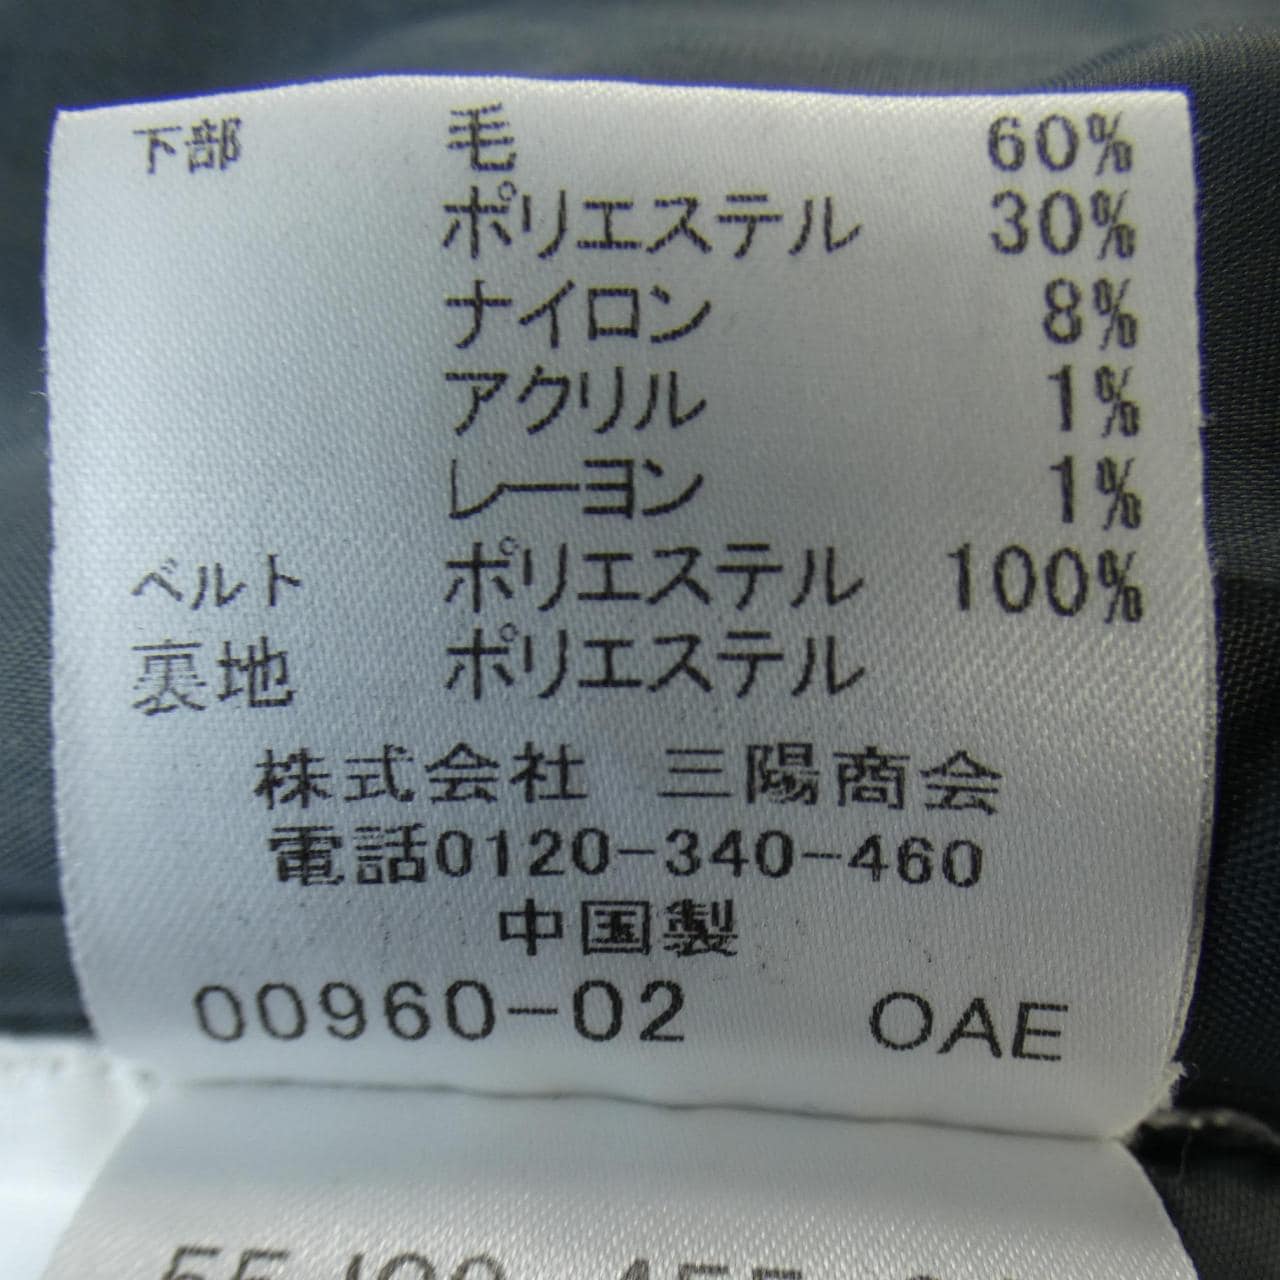 下部 毛 60%
ポリエステル 30%
ナイロン 8%
アクリル 1%
レーヨン 1%
ベルト ポリエステル 100%
裏地 ポリエステル
株式会社 三陽商会
電話0120-340-460
中国製
00960-02 OAE